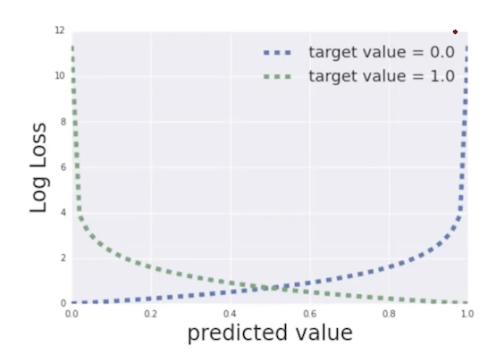 12
target value = 0.0
target value = 1.0
10
8
6
4
2
0
Log Loss
0.0 0.2 0.4 0.6 0.8 1.0
predicted value